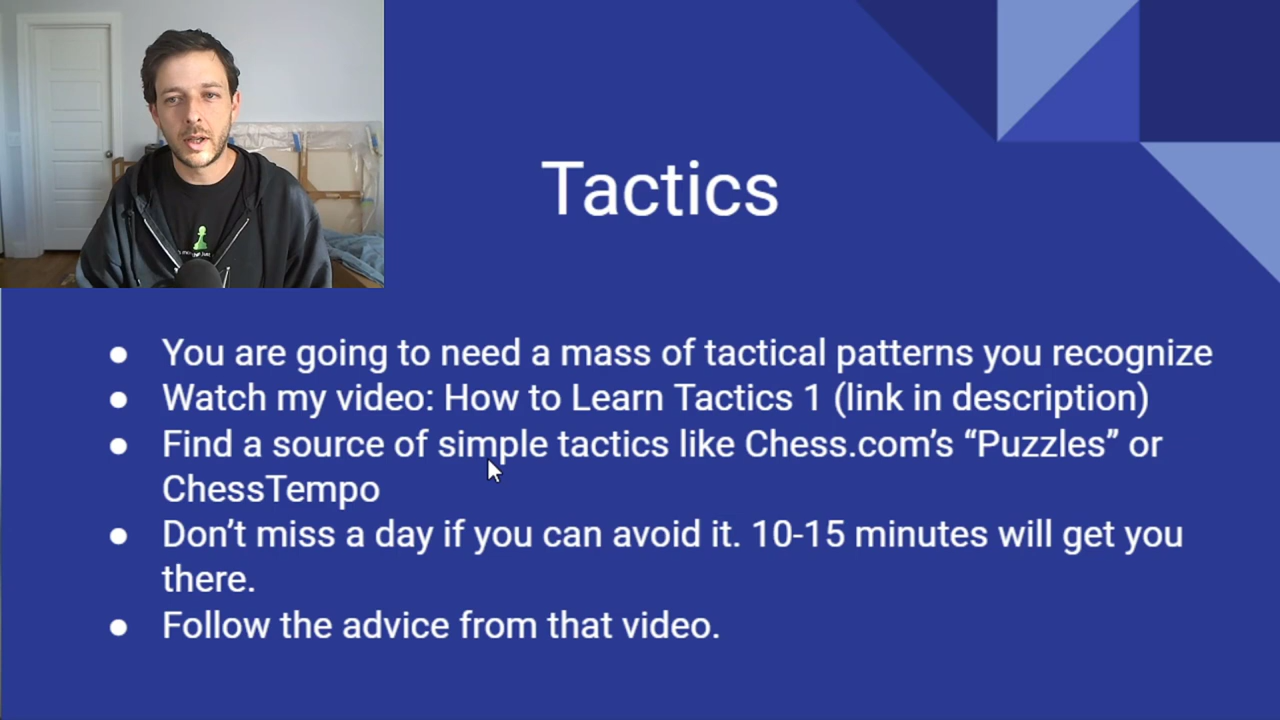 Tactics
● You are going to need a mass of tactical patterns you recognize
● Watch my video: How to Learn Tactics 1 (link in description)
● Find a source of simple tactics like Chess.com’s “Puzzles” or
ChessTempo
● Don’t miss a day if you can avoid it. 10-15 minutes will get you
there.
● Follow the advice from that video.